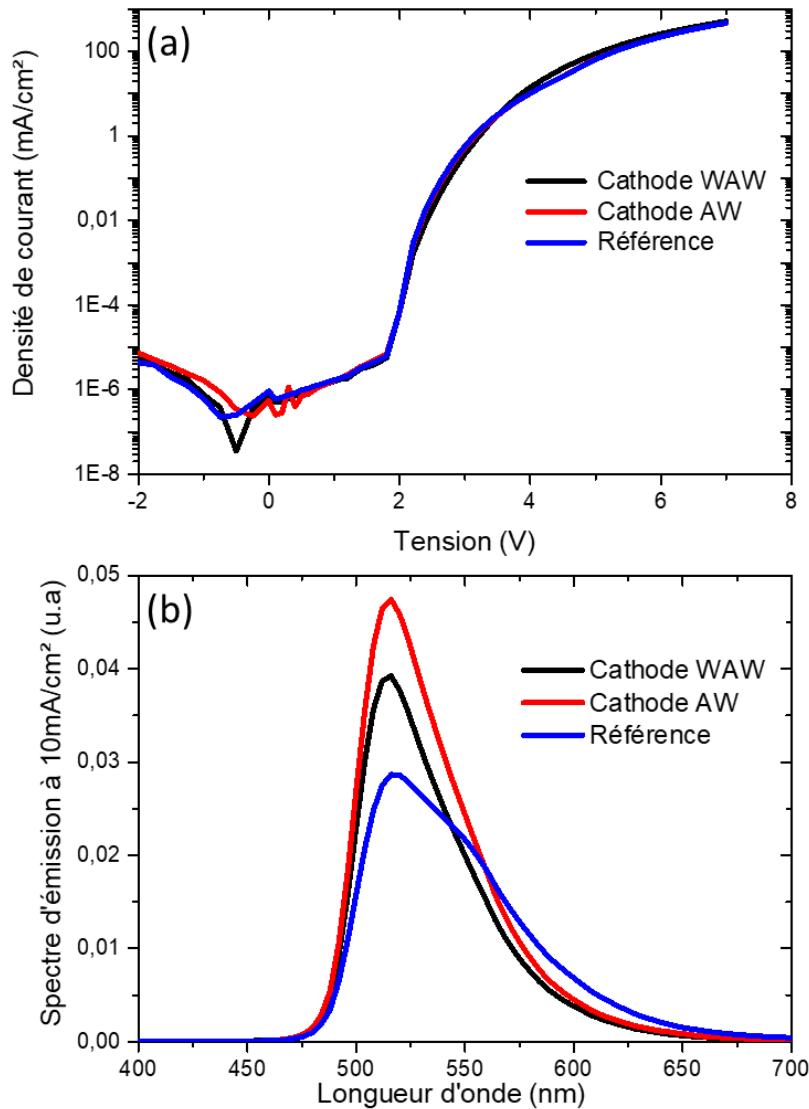 (a)
Densité de courant (mA/cm²)
100
1
0,01
1E-4
1E-6
1E-8
Cathode WAW
Cathode AW
Référence
-2
0
2
4
6
8
Tension (V)
(b)
Spectre d'émission à 10mA/cm² (u.a)
0,05
0,04
0,03
0,02
0,01
0,00
Cathode WAW
Cathode AW
Référence
400
450
500
550
600
650
700
Longueur d'onde (nm)